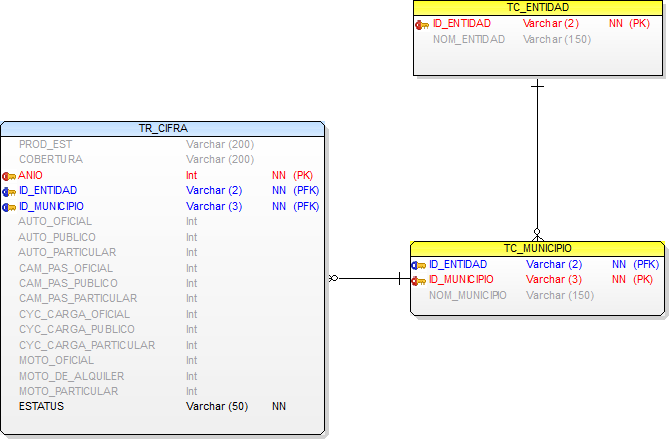 TC_ENTIDAD
ID_ENTIDAD Varchar (2) NN (PK)
NOM_ENTIDAD Varchar (150)
TR_CIFRA
PROD_EST Varchar (200)
COBERTURA Varchar (200)
ANIO Int NN (PK)
ID_ENTIDAD Varchar (2) NN (PFK)
ID_MUNICIPIO Varchar (3) NN (PFK)
AUTO_OFICIAL Int
AUTO_PUBLICO Int
AUTO_PARTICULAR Int
CAM_PAS_OFICIAL Int
CAM_PAS_PUBLICO Int
CAM_PAS_PARTICULAR Int
CYC_CARGA_OFICIAL Int
CYC_CARGA_PUBLICO Int
CYC_CARGA_PARTICULAR Int
MOTO_OFICIAL Int
MOTO_DE_ALQUILER Int
MOTO_PARTICULAR Int
ESTATUS Varchar (50) NN
TC_MUNICIPIO
ID_ENTIDAD Varchar (2) NN (PFK)
ID_MUNICIPIO Varchar (3) NN (PK)
NOM_MUNICIPIO Varchar (150)